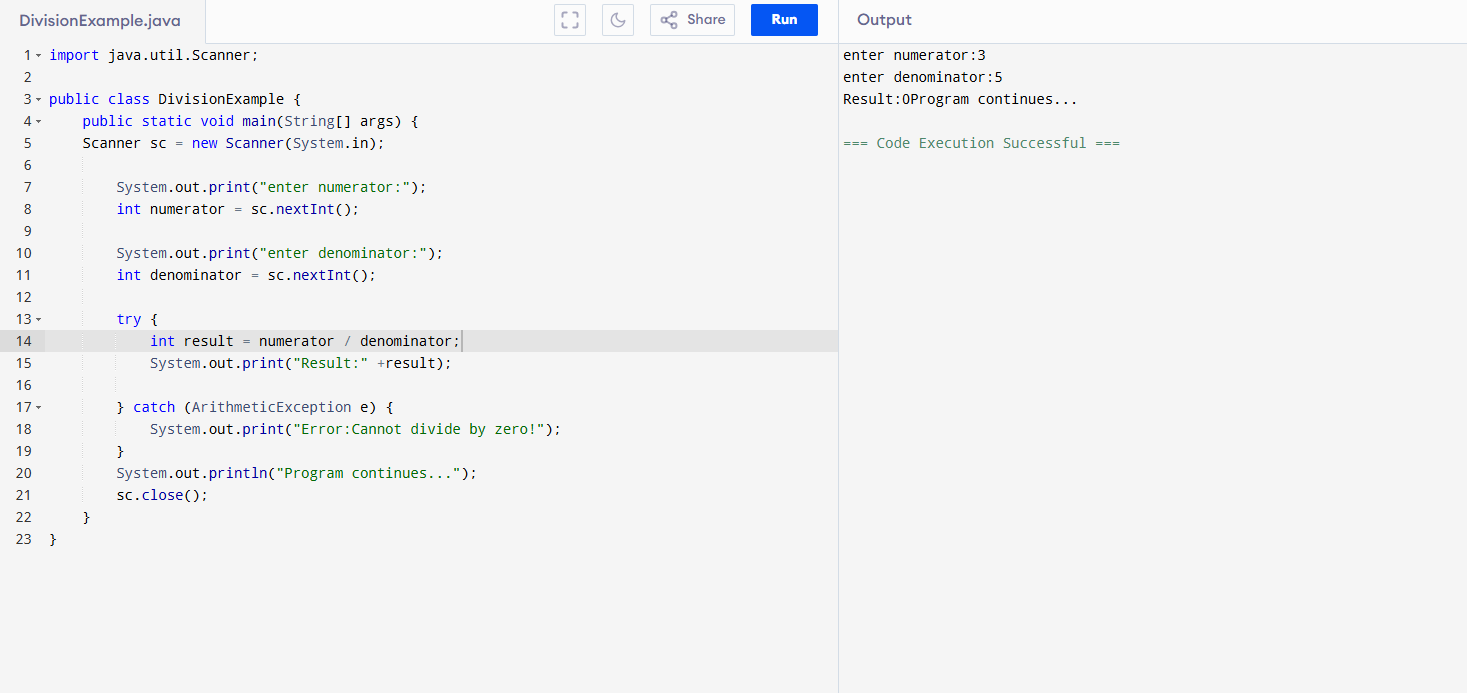 DivisionExample.java
Share
Run
Output
1 import java.util.Scanner;
2
3 public class DivisionExample {
4     public static void main(String[] args) {
5     Scanner sc = new Scanner(System.in);
6
7         System.out.print("enter numerator:");
8         int numerator = sc.nextInt();
9
10         System.out.print("enter denominator:");
11         int denominator = sc.nextInt();
12
13         try {
14             int result = numerator / denominator;
15             System.out.print("Result:" +result);
16
17         } catch (ArithmeticException e) {
18             System.out.print("Error:Cannot divide by zero!");
19         }
20         System.out.println("Program continues...");
21         sc.close();
22     }
23 }
enter numerator:3
enter denominator:5
Result:0Program continues...
=== Code Execution Successful ===